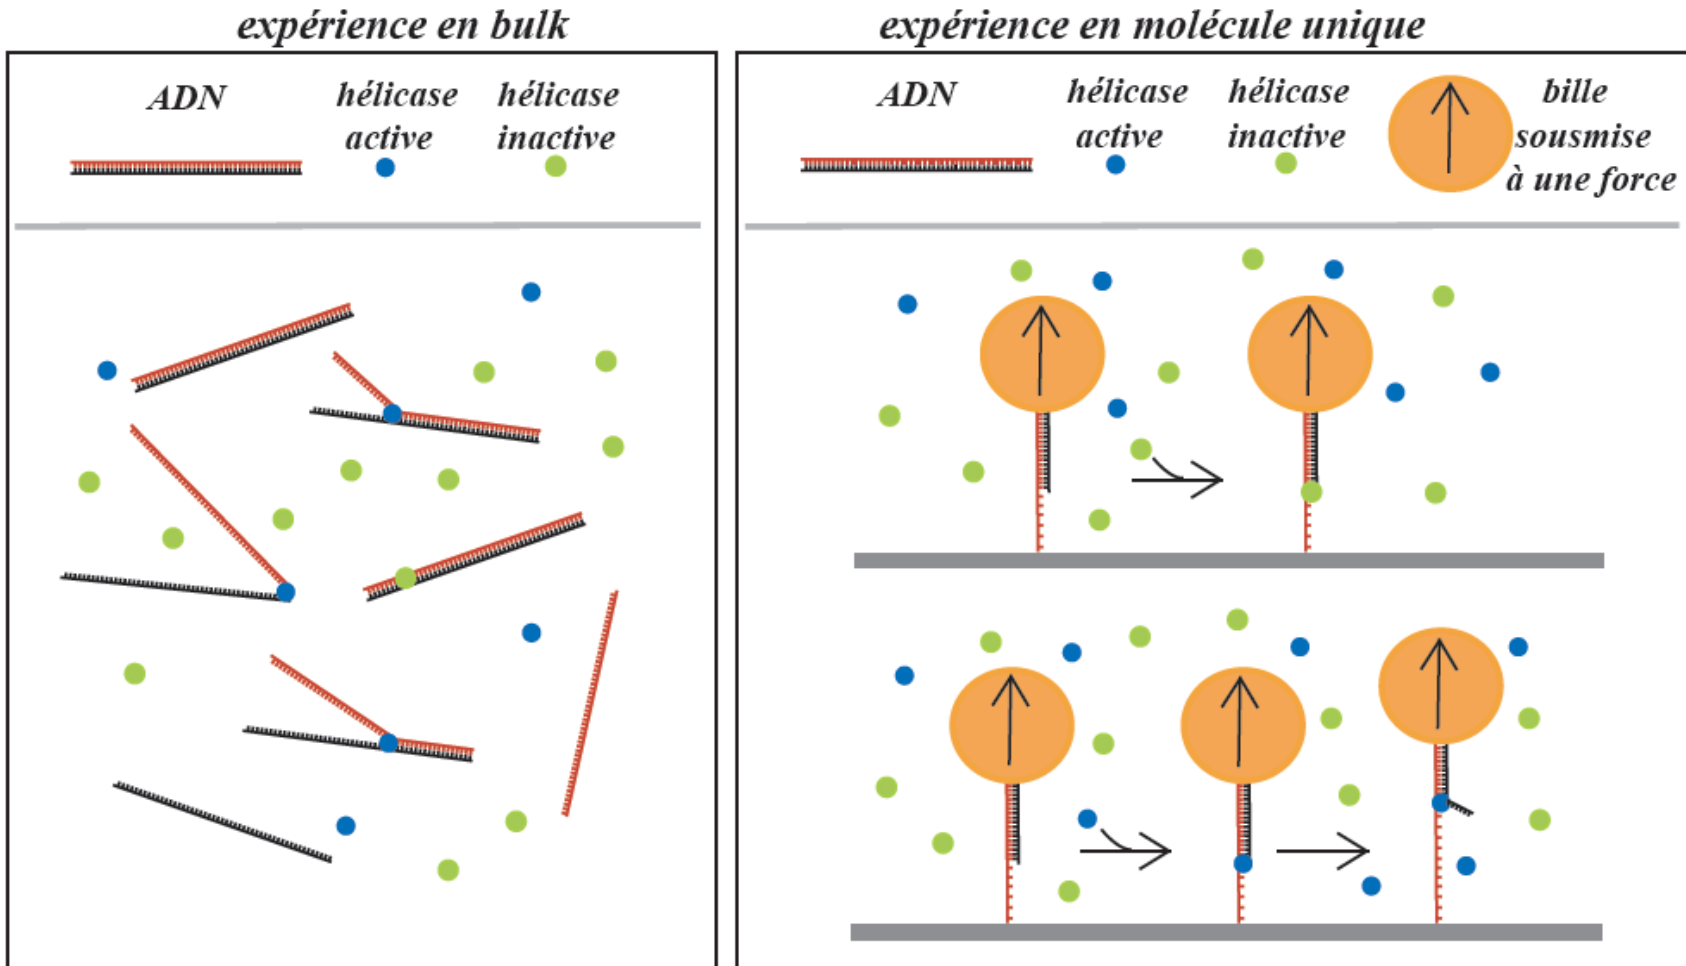 expérience en bulk
ADN
hélicase
active
hélicase
inactive
expérience en molécule unique
ADN
hélicase
active
hélicase
inactive
bille
sousmise
à une force